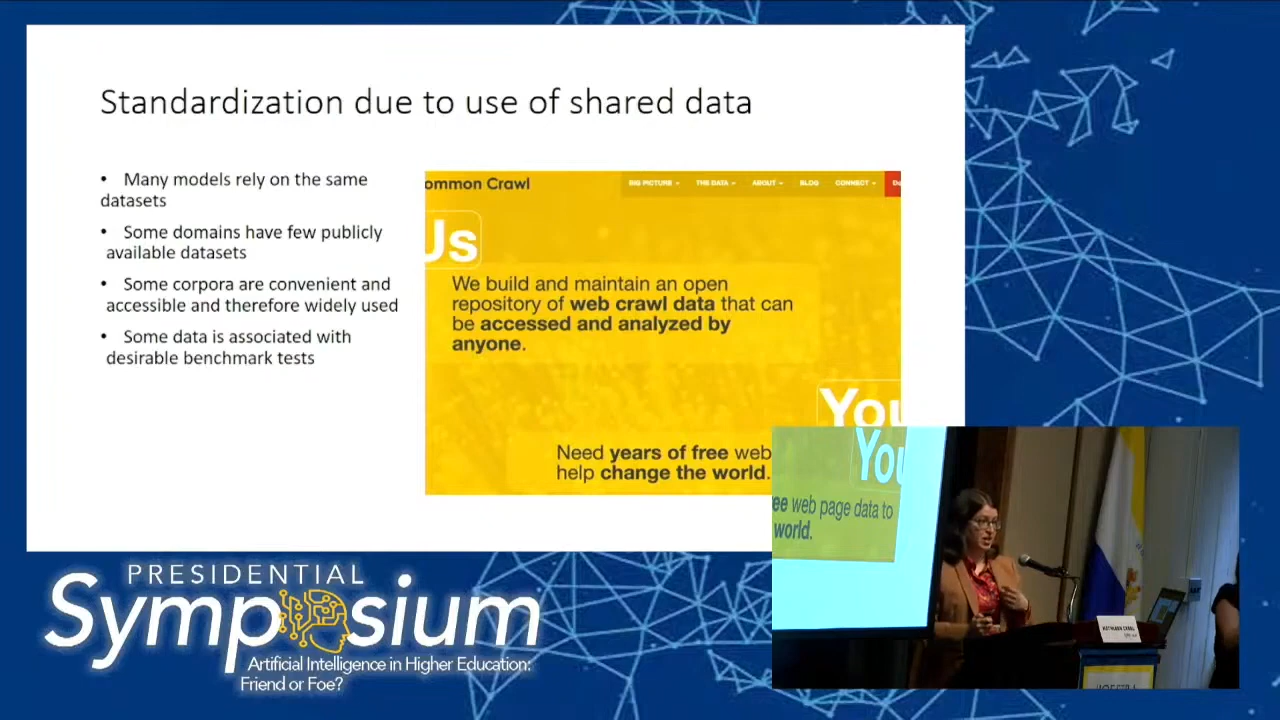 Standardization due to use of shared data
• Many models rely on the same
datasets
• Some domains have few publicly
available datasets
• Some corpora are convenient and
accessible and therefore widely used
• Some data is associated with
desirable benchmark tests
ommon Crawl
BIG PICTURE
THE DATA
ABOUT
BLOG
CONNECT
Us
We build and maintain an open
repository of web crawl data that can
be accessed and analyzed by
anyone.
You
Need years of free web
help change the world.
You
ee web page data to
world.
PRESIDENTIAL
Symposium
Artificial Intelligence in Higher Education:
Friend or Foe?